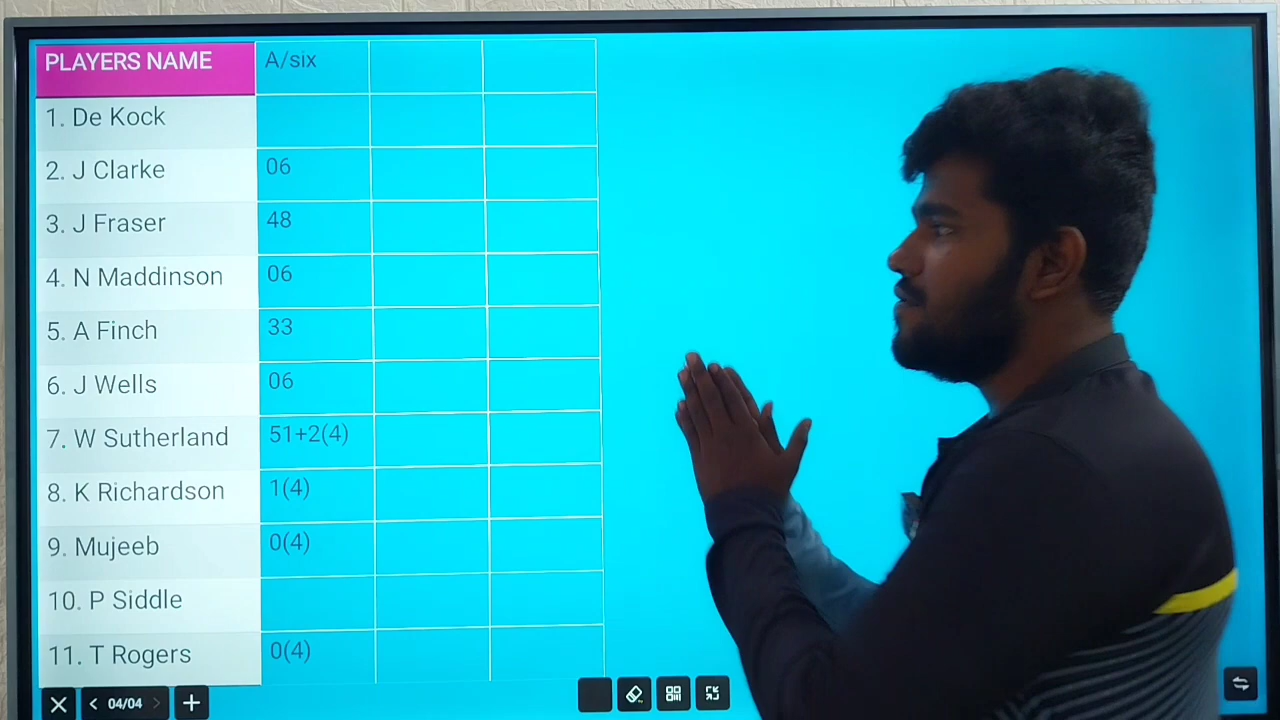 PLAYERS NAME A/six
1. De Kock
2. J Clarke 06
3. J Fraser 48
4. N Maddinson 06
5. A Finch 33
6. J Wells 06
7. W Sutherland 51+2(4)
8. K Richardson 1(4)
9. Mujeeb 0(4)
10. P Siddle
11. T Rogers 0(4)
04/04